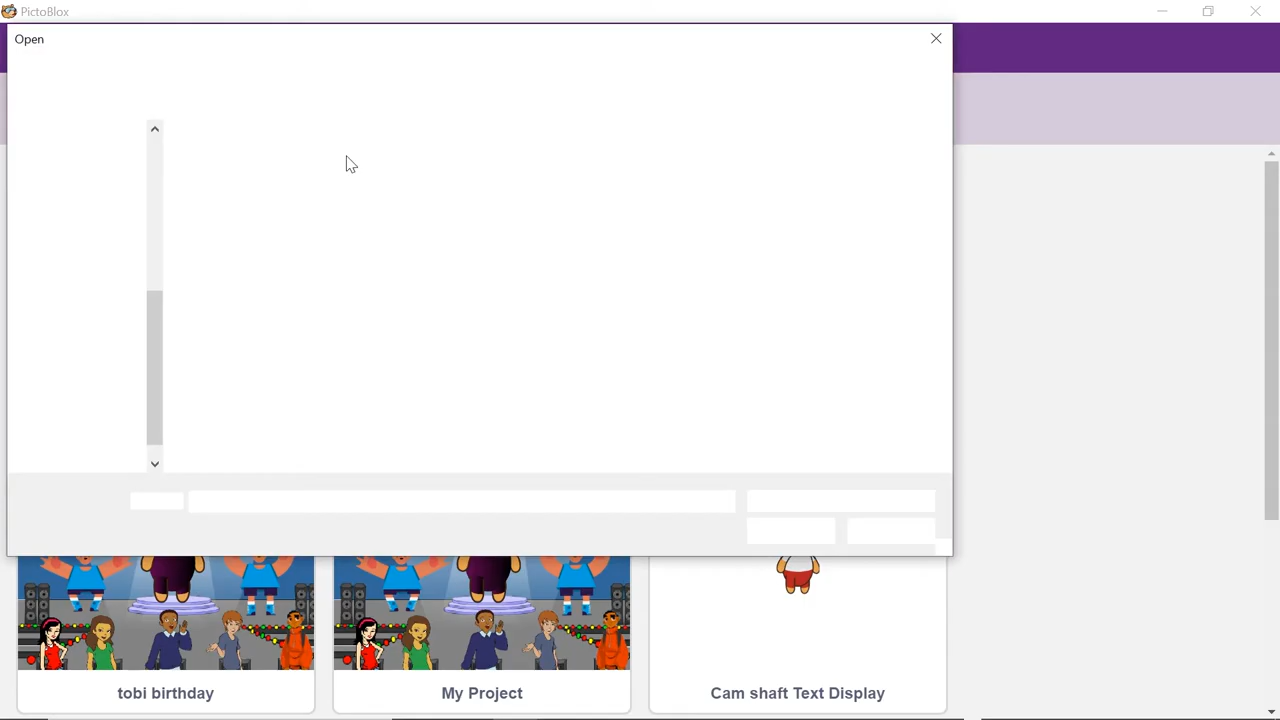 PictoBlox
Open
tobi birthday
My Project
Cam shaft Text Display